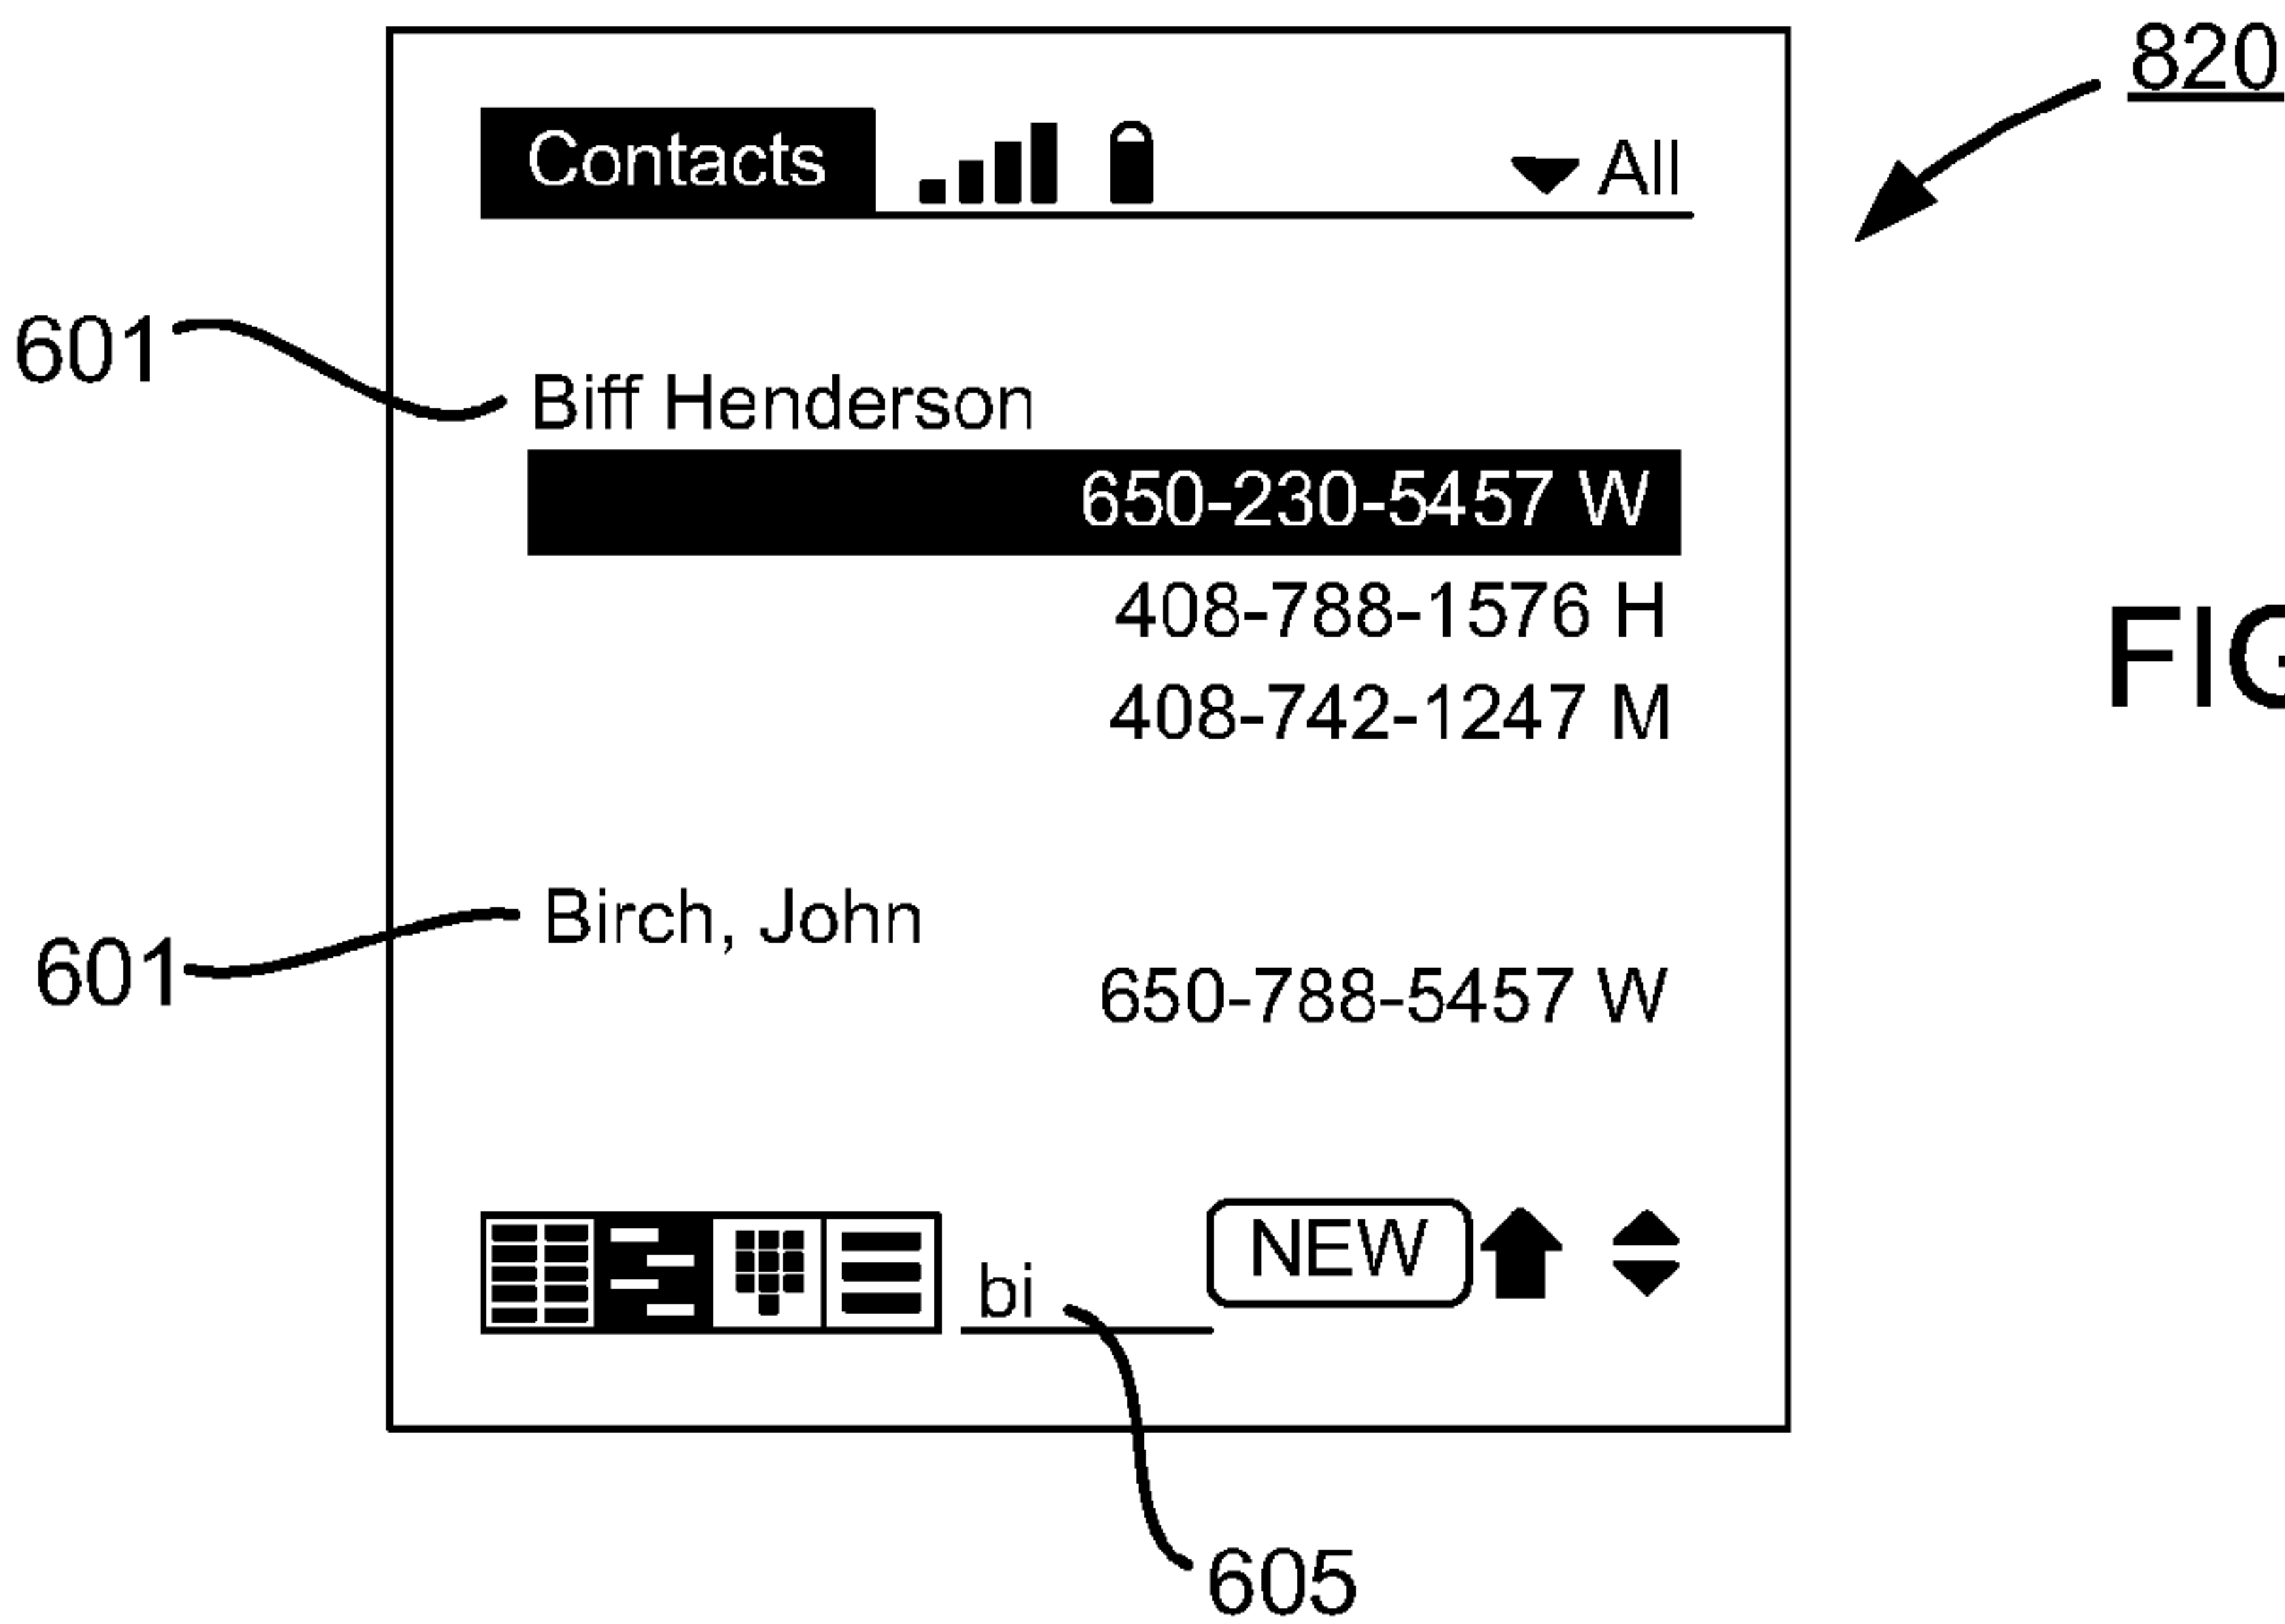 820
Contacts All
601
Biff Henderson
650-230-5457 W
408-788-1576 H
FIG
408-742-1247 M
Birch, John
601
650-788-5457 W
bi NEW
605